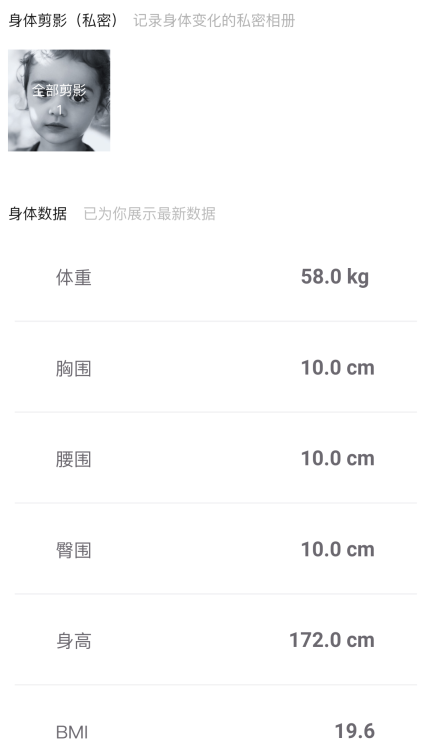 身体剪影（私密） 记录身体变化的私密相册
全部剪影
1
身体数据 已为你展示最新数据
体重 58.0 kg
胸围 10.0 cm
腰围 10.0 cm
臀围 10.0 cm
身高 172.0 cm
BMI 19.6